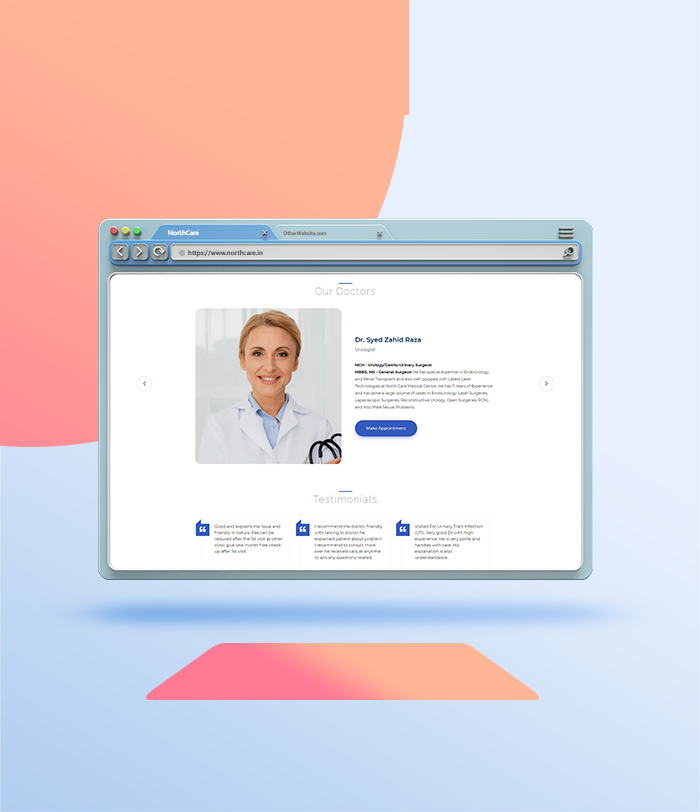 NorthCare
OtherWebsite.com
https://www.northcare.in
Our Doctors
Dr. Syed Zahid Raza
Urologist
MCH - Urology/Genito-Urinary Surgeon
MBBS, MS - General Surgeon He has special expertise in Endourology
and Renal Transplant and also well quipped with Latest Laser
Technologies at North Care Medical Centre. He has 11 Years of Experience
and has done a large volume of cases in Endourology, Laser Surgeries,
Laparoscopic Surgeries, Reconstructive Urology, Open Surgeries, PCNL,
and Also Male Sexual Problems.
Make Appointment
Testimonials
Good and explains the issue and
friendly in nature. Fee can be
reduced after the 1st visit as other
clinic give one month free check
up after 1st visit.
I recommend the doctor, friendly
with talking to doctor he
explained patient about problem
I recommend to consult more
over he received calls at anytime
to ans any questions related.
Visited For Urinary Tract Infection
(UTI). Very good Dr with high
experience. He is very polite and
handles with care. His
explanation is also
understandable.